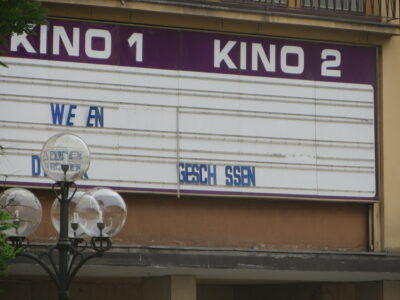 KINO 1 KINO 2
WE EN
GESCH SSEN